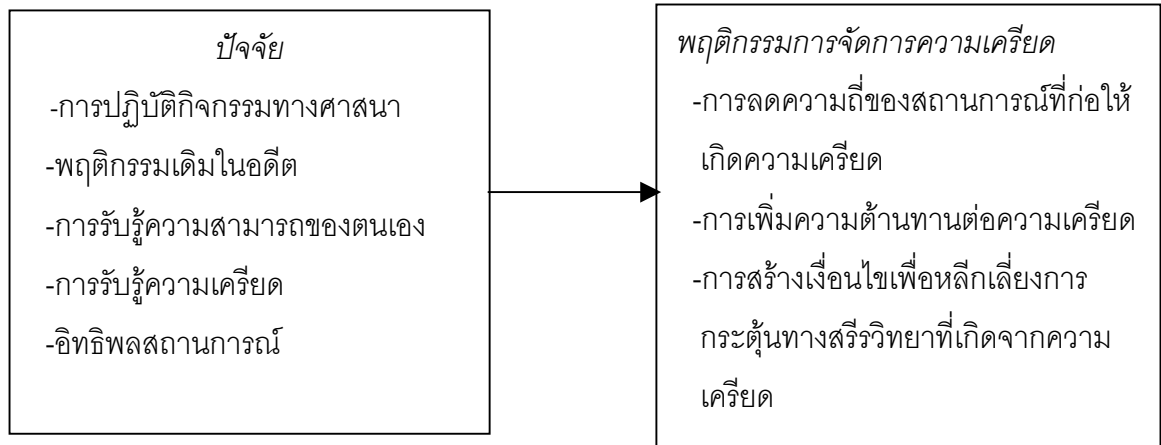 ปัจจัย
-การปฏิบัติกิจกรรมทางศาสนา
-พฤติกรรมเดิมในอดีต
-การรับรู้ความสามารถของตนเอง
-การรับรู้ความเครียด
-อิทธิพลสถานการณ์
พฤติกรรมการจัดการความเครียด
-การลดความถี่ของสถานการณ์ที่ก่อให้
เกิดความเครียด
-การเพิ่มความต้านทานต่อความเครียด
-การสร้างเงื่อนไขเพื่อหลีกเลี่ยงการ
กระตุ้นทางสรีรวิทยาที่เกิดจากความ
เครียด